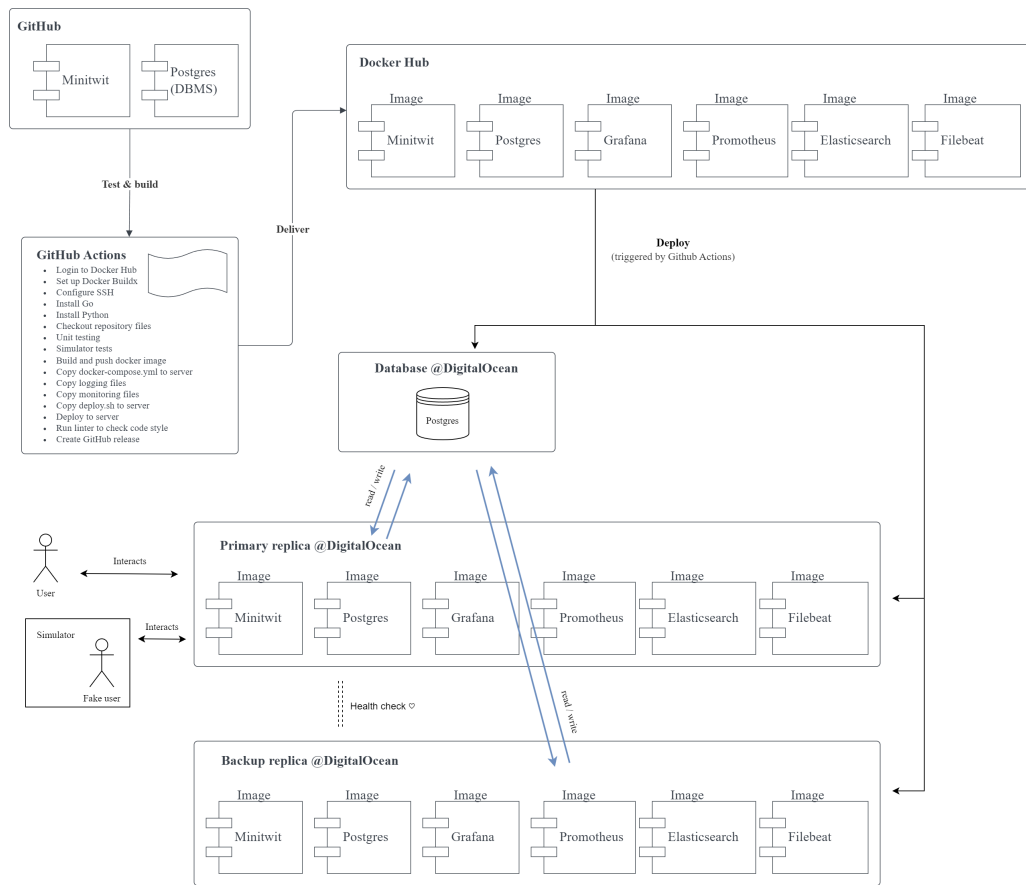 GitHub
Minitwit
Postgres
(DBMS)
Test & build
Docker Hub
Image
Minitwit
Image
Postgres
Image
Grafana
Image
Promotheus
Image
Elasticsearch
Image
Filebeat
Deliver
Deploy
(triggered by Github Actions)
GitHub Actions
Login to Docker Hub
Set up Docker Buildx
Configure SSH
Install Go
Install Python
Checkout repository files
Unit testing
Simulator tests
Build and push docker image
Copy docker-compose.yml to server
Copy logging files
Copy monitoring files
Copy deploy.sh to server
Deploy to server
Run linter to check code style
Create GitHub release
Database @DigitalOcean
Postgres
read / write
Primary replica @DigitalOcean
Image
Minitwit
Image
Postgres
Image
Grafana
Image
Promotheus
Image
Elasticsearch
Image
Filebeat
Interacts
User
Interacts
Simulator
Fake user
Health check ♡
read / write
Backup replica @DigitalOcean
Image
Minitwit
Image
Postgres
Image
Grafana
Image
Promotheus
Image
Elasticsearch
Image
Filebeat